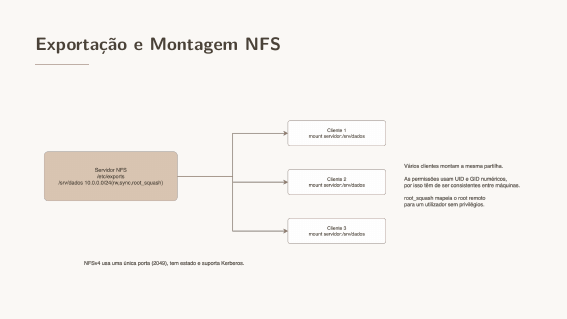 Exportação e Montagem NFS
Servidor NFS
/etc/exports
/srv/dados 10.0.0.0/24(rw,sync,root_squash)
Cliente 1
mount servidor:/srv/dados
Cliente 2
mount servidor:/srv/dados
Cliente 3
mount servidor:/srv/dados
Vários clientes montam a mesma partilha.
As permissões usam UID e GID numéricos,
por isso têm de ser consistentes entre máquinas.
root_squash mapeia o root remoto
para um utilizador sem privilégios.
NFSv4 usa uma única porta (2049), tem estado e suporta Kerberos.